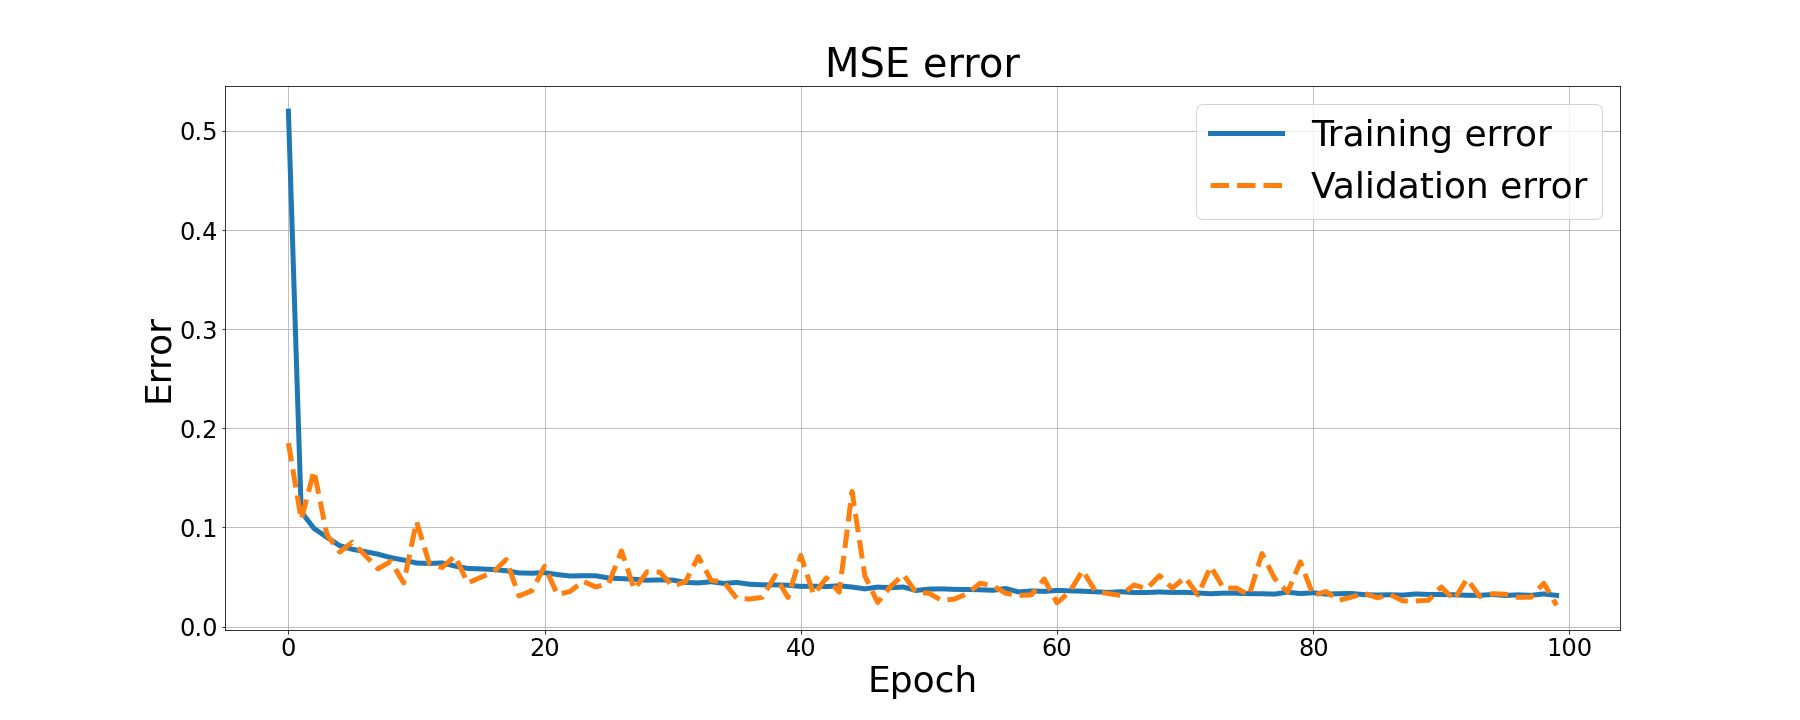 MSE error
Training error
Validation error
Error
0.5
0.4
0.3
0.2
0.1
0.0
0 20 40 60 80 100
Epoch